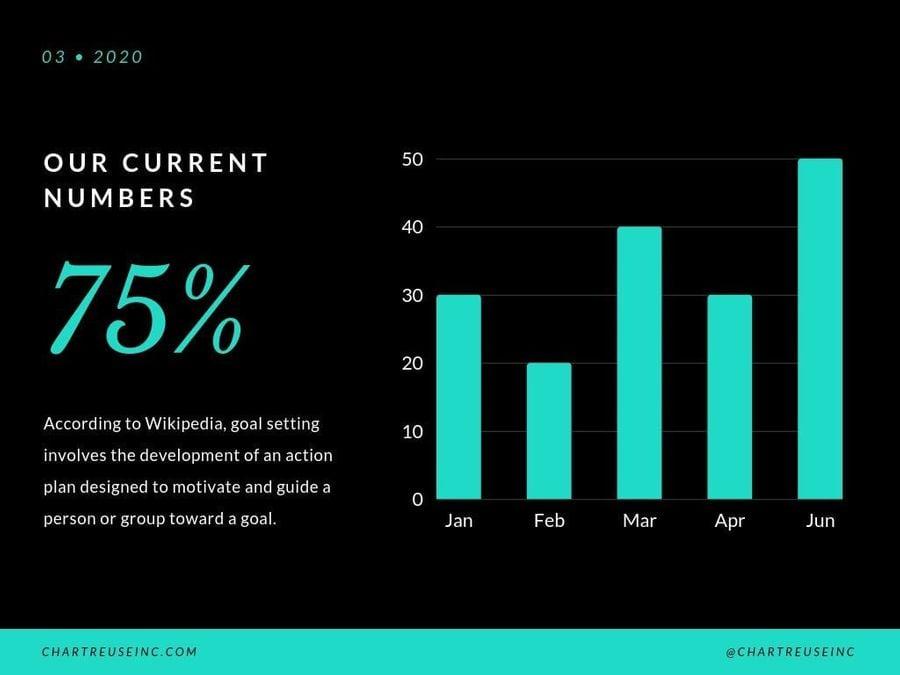 03 • 2020
OUR CURRENT
NUMBERS
75%
According to Wikipedia, goal setting
involves the development of an action
plan designed to motivate and guide a
person or group toward a goal.
50
40
30
20
10
0
Jan Feb Mar Apr Jun
CHARTREUSEINC.COM
@CHARTREUSEINC